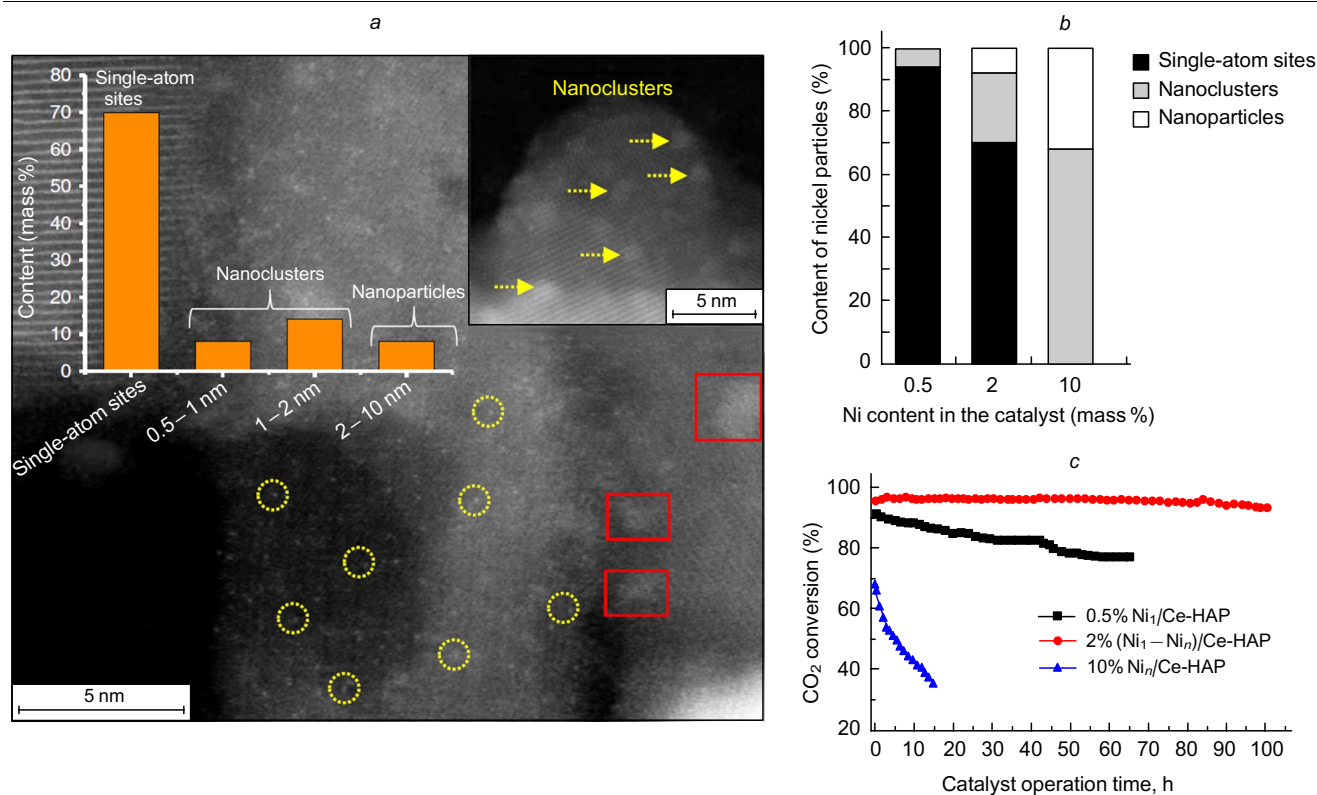 a
80
70
60
50
40
30
20
10
0
Content (mass %)
Single-atom
sites
Nanoclusters
Nanoparticles
Single-atom sites
0.5 – 1 nm
1 – 2 nm
2 – 10 nm
Nanoclusters
5 nm
5 nm
b
100
80
60
40
20
0
Content of nickel particles (%)
0.5 2 10
Ni content in the catalyst (mass %)
Single-atom sites
Nanoclusters
Nanoparticles
c
100
80
60
40
20
CO₂ conversion (%)
0.5% Ni₁/Ce-HAP
2% (Ni₁ – Niₙ)/Ce-HAP
10% Niₙ/Ce-HAP
0 10 20 30 40 50 60 70 80 90 100
Catalyst operation time, h